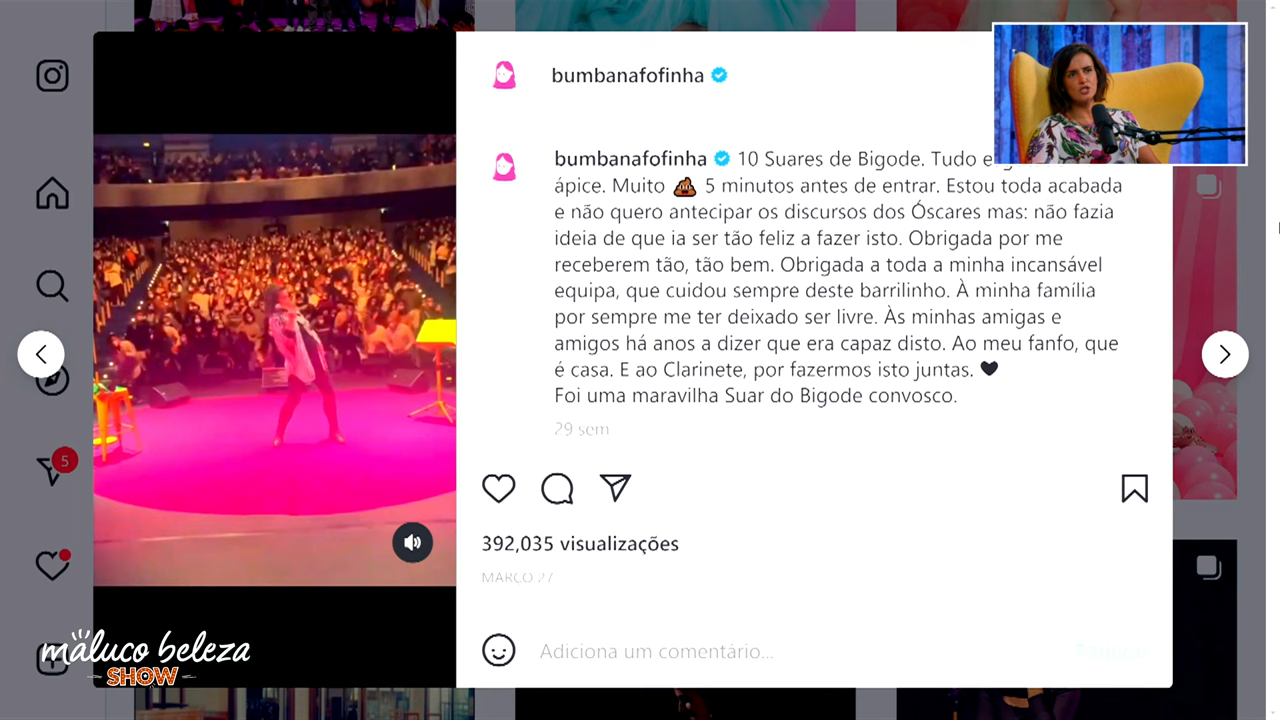 bumbanafofinha
bumbanafofinha 10 Suares de Bigode. Tudo e
ápice. Muito 💩 5 minutos antes de entrar. Estou toda acabada
e não quero antecipar os discursos dos Óscares mas: não fazia
ideia de que ia ser tão feliz a fazer isto. Obrigada por me
receberem tão, tão bem. Obrigada a toda a minha incansável
equipa, que cuidou sempre deste barrilinho. À minha família
por sempre me ter deixado ser livre. Às minhas amigas e
amigos há anos a dizer que era capaz disto. Ao meu fanfo, que
é casa. E ao Clarinete, por fazermos isto juntas. 🖤
Foi uma maravilha Suar do Bigode convosco.
29 sem
5
392,035 visualizações
MARÇO 27
Adiciona um comentário...
maluco beleza
SHOW